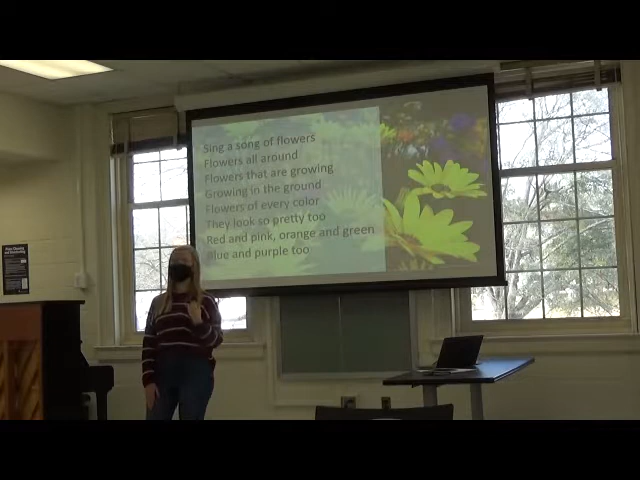 Sing a song of flowers
Flowers all around
Flowers that are growing
Growing in the ground
Flowers of every color
They look so pretty too
Red and pink, orange and green
Blue and purple too